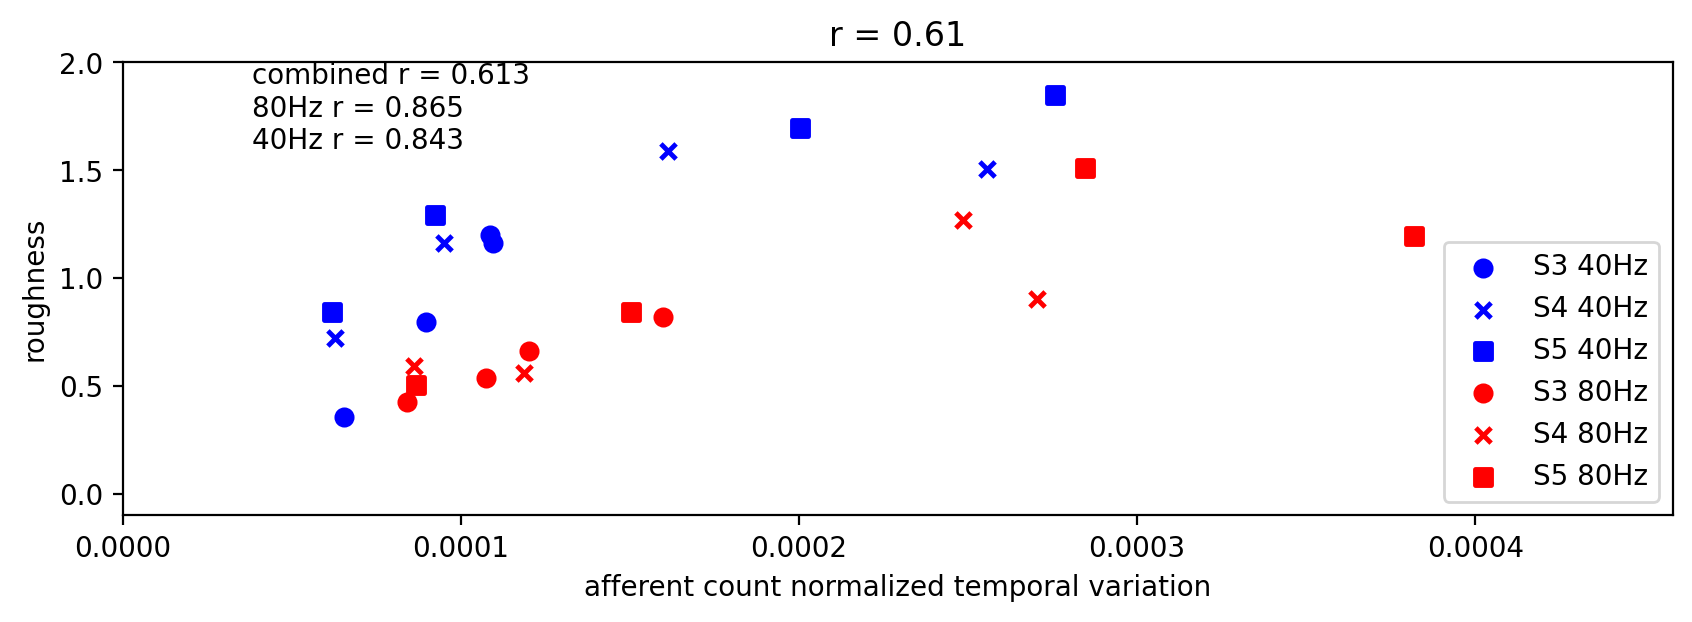 r = 0.61
combined r = 0.613
80Hz r = 0.865
40Hz r = 0.843
2.0
1.5
1.0
0.5
0.0
roughness
S3 40Hz
S4 40Hz
S5 40Hz
S3 80Hz
S4 80Hz
S5 80Hz
0.0000 0.0001 0.0002 0.0003 0.0004
afferent count normalized temporal variation